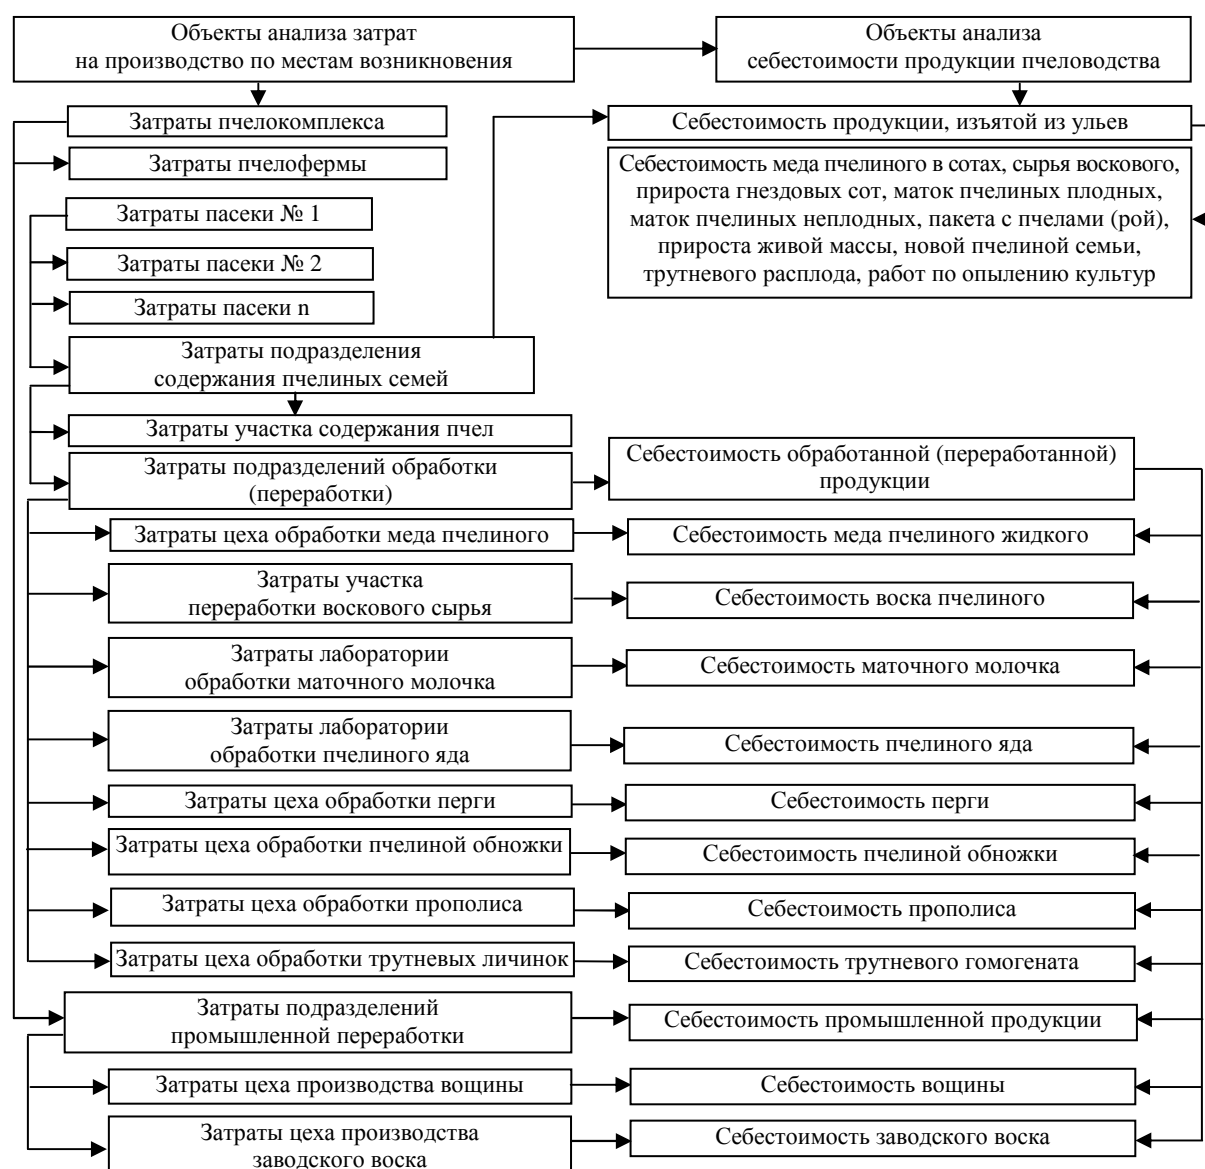 Объекты анализа затрат
на производство по местам возникновения
Объекты анализа
себестоимости продукции пчеловодства
Затраты пчелокомплекса
Себестоимость продукции, изъятой из ульев
Затраты пчелофермы
Себестоимость меда пчелиного в сотах, сырья воскового,
прироста гнездовых сот, маток пчелиных плодных,
маток пчелиных неплодных, пакета с пчелами (рой),
прироста живой массы, новой пчелиной семьи,
трутневого расплода, работ по опылению культур
Затраты пасеки № 1
Затраты пасеки № 2
Затраты пасеки n
Затраты подразделения
содержания пчелиных семей
Затраты участка содержания пчел
Затраты подразделений обработки
(переработки)
Себестоимость обработанной (переработанной)
продукции
Затраты цеха обработки меда пчелиного
Себестоимость меда пчелиного жидкого
Затраты участка
переработки воскового сырья
Себестоимость воска пчелиного
Затраты лаборатории
обработки маточного молочка
Себестоимость маточного молочка
Затраты лаборатории
обработки пчелиного яда
Себестоимость пчелиного яда
Затраты цеха обработки перги
Себестоимость перги
Затраты цеха обработки пчелиной обножки
Себестоимость пчелиной обножки
Затраты цеха обработки прополиса
Себестоимость прополиса
Затраты цеха обработки трутневых личинок
Себестоимость трутневого гомогената
Затраты подразделений
промышленной переработки
Себестоимость промышленной продукции
Затраты цеха производства вощины
Себестоимость вощины
Затраты цеха производства
заводского воска
Себестоимость заводского воска